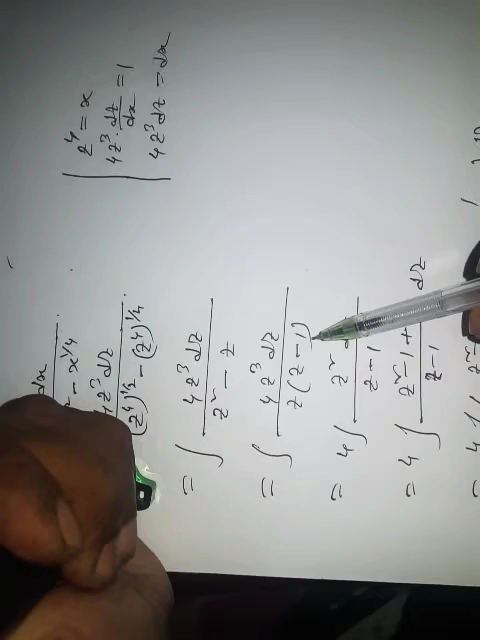 dx
- x^1/4
z^4 = x
4z^3 · dz/dx = 1
4z^3 dz = dx
4z^3 dz
(z^4)^1/2 - (z^4)^1/4
= ∫ 4z^3 dz / z^2 - z
= ∫ 4z^3 dz / z(z-1)
= 4∫ z^2 / z-1
= 4∫ z^2-1+ / z-1 dz
= 4